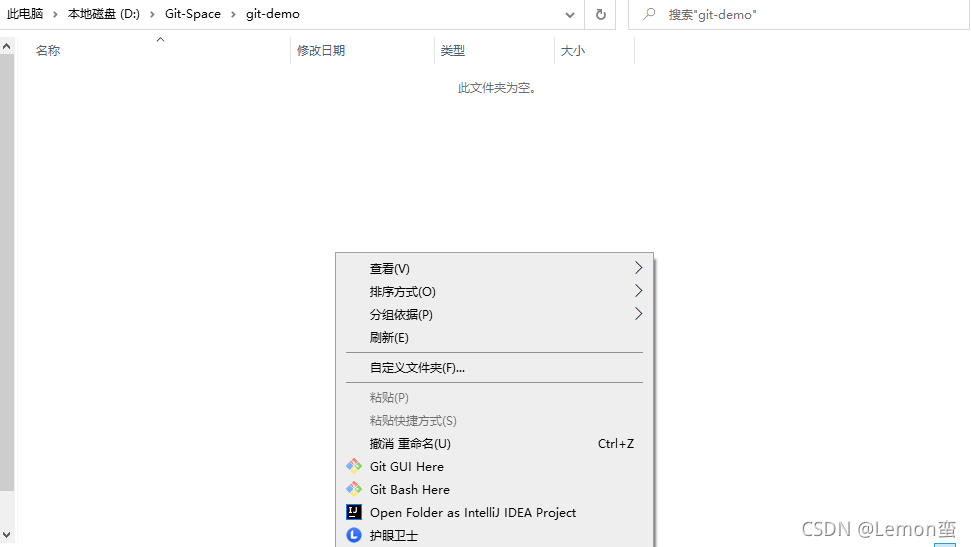 此电脑 › 本地磁盘 (D:) › Git-Space › git-demo
搜索"git-demo"
名称 修改日期 类型 大小
此文件夹为空。
查看(V)
排序方式(O)
分组依据(P)
刷新(E)
自定义文件夹(F)...
粘贴(P)
粘贴快捷方式(S)
撤消 重命名(U) Ctrl+Z
Git GUI Here
Git Bash Here
IJ Open Folder as IntelliJ IDEA Project
L 护眼卫士
CSDN @Lemon蛮